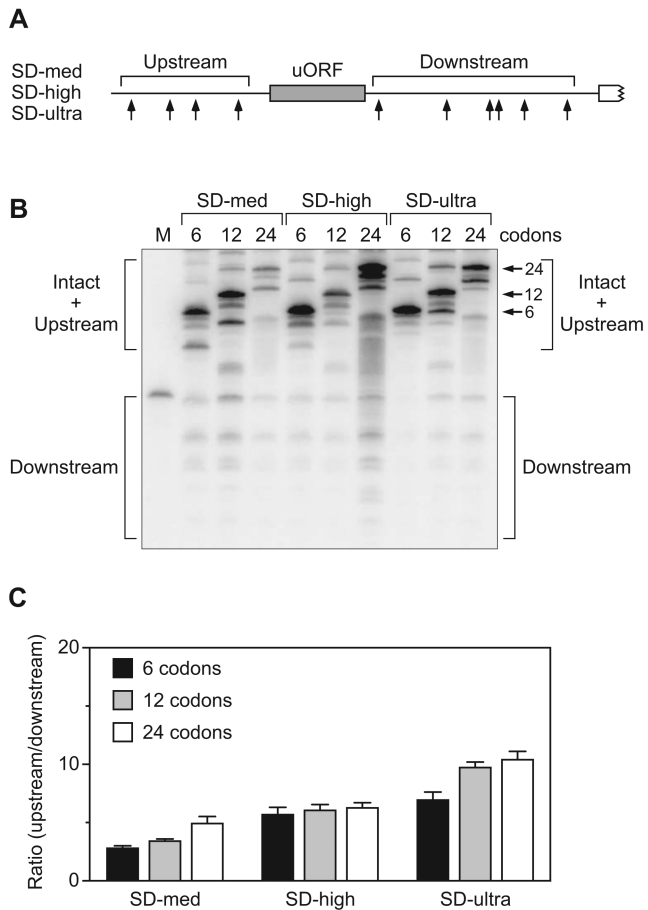 A
SD-med
SD-high
SD-ultra
Upstream
uORF
Downstream
B
SD-med
SD-high
SD-ultra
M
6
12
24
6
12
24
6
12
24
codons
Intact
+
Upstream
24
12
6
Intact
+
Upstream
Downstream
Downstream
C
Ratio (upstream/downstream)
20
10
0
6 codons
12 codons
24 codons
SD-med
SD-high
SD-ultra